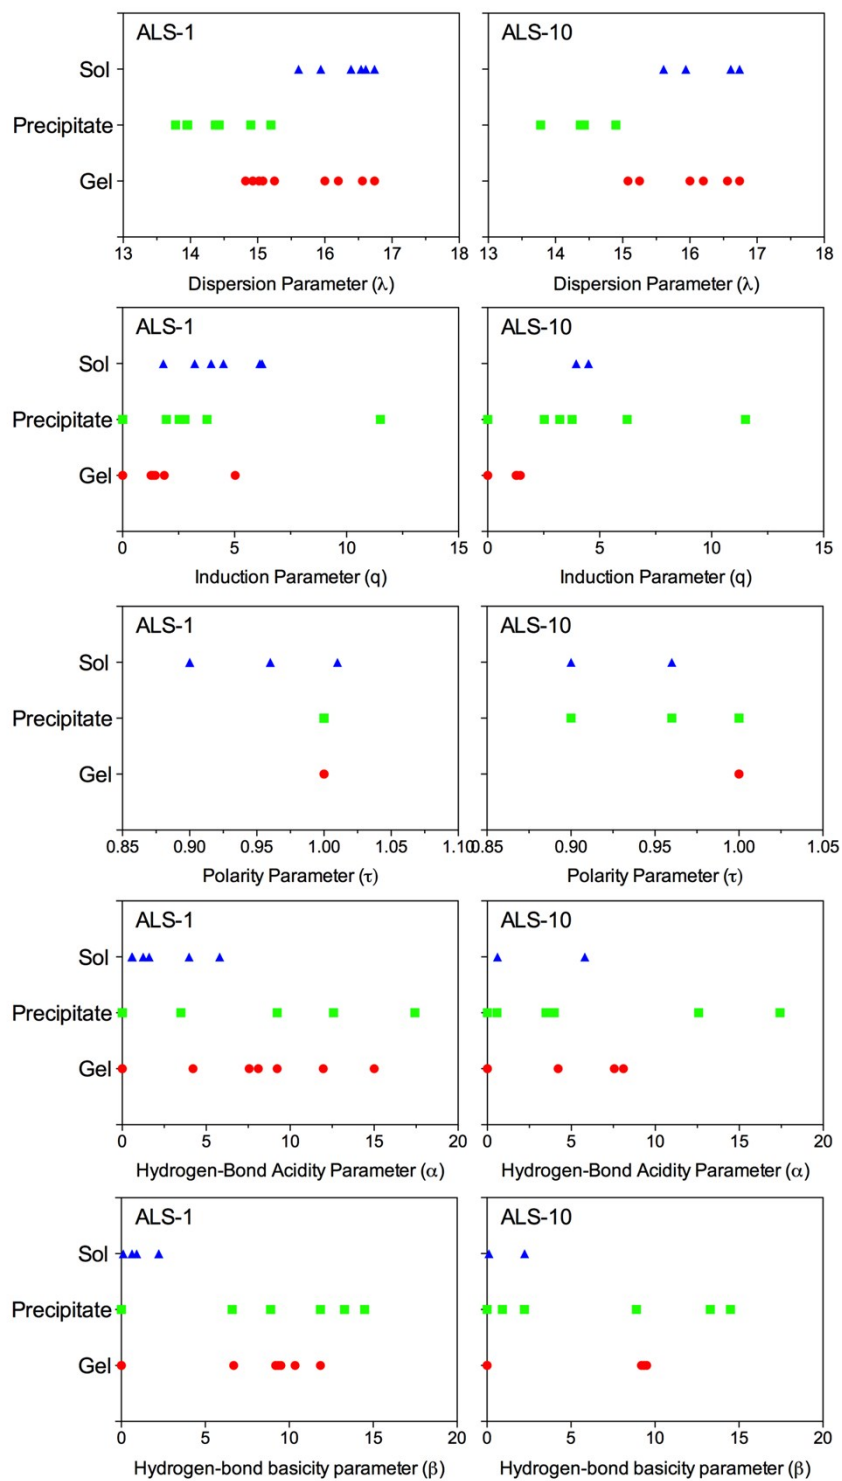 ALS-1
ALS-10
Sol
Precipitate
Gel
13 14 15 16 17 18
13 14 15 16 17 18
Dispersion Parameter (λ)
Dispersion Parameter (λ)
ALS-1
ALS-10
Sol
Precipitate
Gel
0 5 10 15
0 5 10 15
Induction Parameter (q)
Induction Parameter (q)
ALS-1
ALS-10
Sol
Precipitate
Gel
0.85 0.90 0.95 1.00 1.05 1.10
0.85 0.90 0.95 1.00 1.05
Polarity Parameter (τ)
Polarity Parameter (τ)
ALS-1
ALS-10
Sol
Precipitate
Gel
0 5 10 15 20
0 5 10 15 20
Hydrogen-Bond Acidity Parameter (α)
Hydrogen-Bond Acidity Parameter (α)
ALS-1
ALS-10
Sol
Precipitate
Gel
0 5 10 15 20
0 5 10 15 20
Hydrogen-bond basicity parameter (β)
Hydrogen-bond basicity parameter (β)